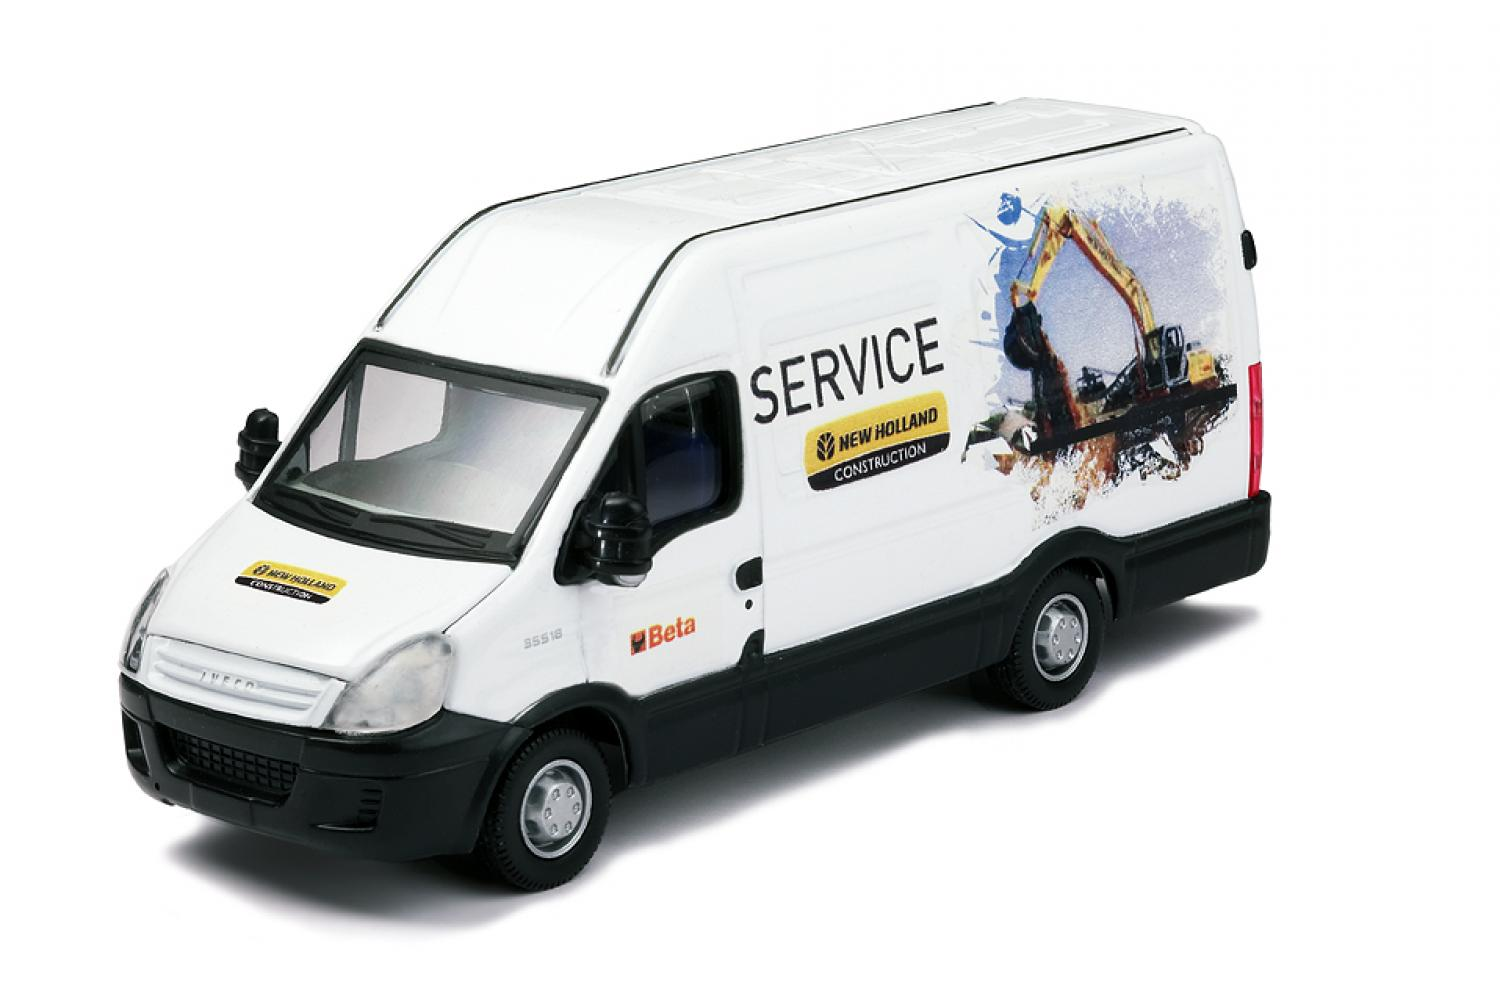 SERVICE
NEW HOLLAND
CONSTRUCTION
NEW HOLLAND
CONSTRUCTION
35S18
Beta
IVECO